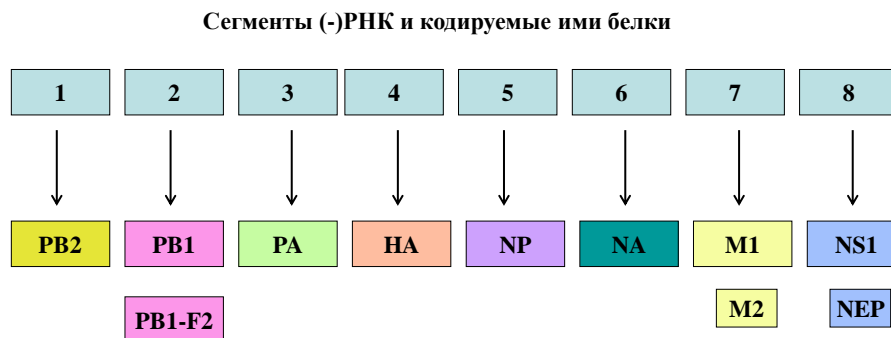 Сегменты (-)РНК и кодируемые ими белки
1 2 3 4 5 6 7 8
PB2 PB1 PA HA NP NA M1 NS1
PB1-F2 M2 NEP